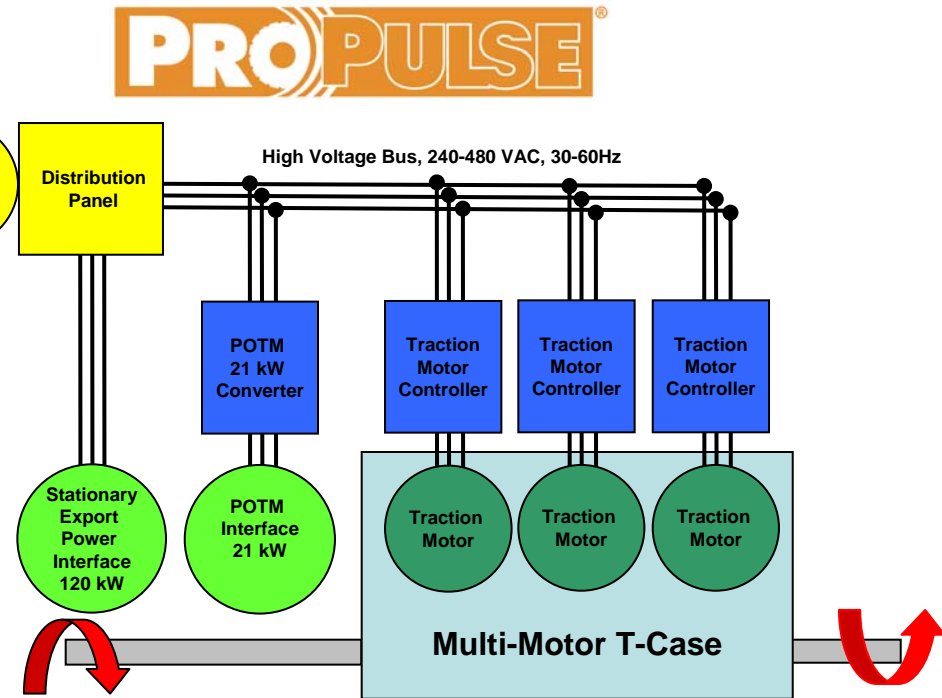 PROPULSE®
High Voltage Bus, 240-480 VAC, 30-60Hz
Distribution
Panel
POTM
21 kW
Converter
Traction
Motor
Controller
Traction
Motor
Controller
Traction
Motor
Controller
Stationary
Export
Power
Interface
120 kW
POTM
Interface
21 kW
Traction
Motor
Traction
Motor
Traction
Motor
Multi-Motor T-Case